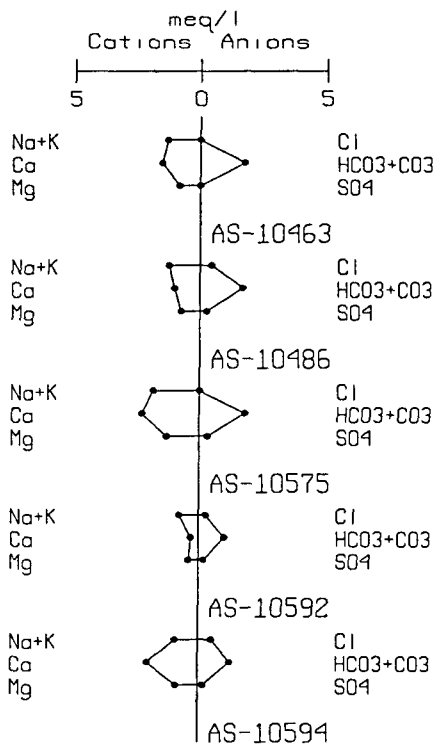 meq/l
Cations Anions
5 0 5
Na+K Cl
Ca HCO3+CO3
Mg SO4
AS-10463
Na+K Cl
Ca HCO3+CO3
Mg SO4
AS-10486
Na+K Cl
Ca HCO3+CO3
Mg SO4
AS-10575
Na+K Cl
Ca HCO3+CO3
Mg SO4
AS-10592
Na+K Cl
Ca HCO3+CO3
Mg SO4
AS-10594